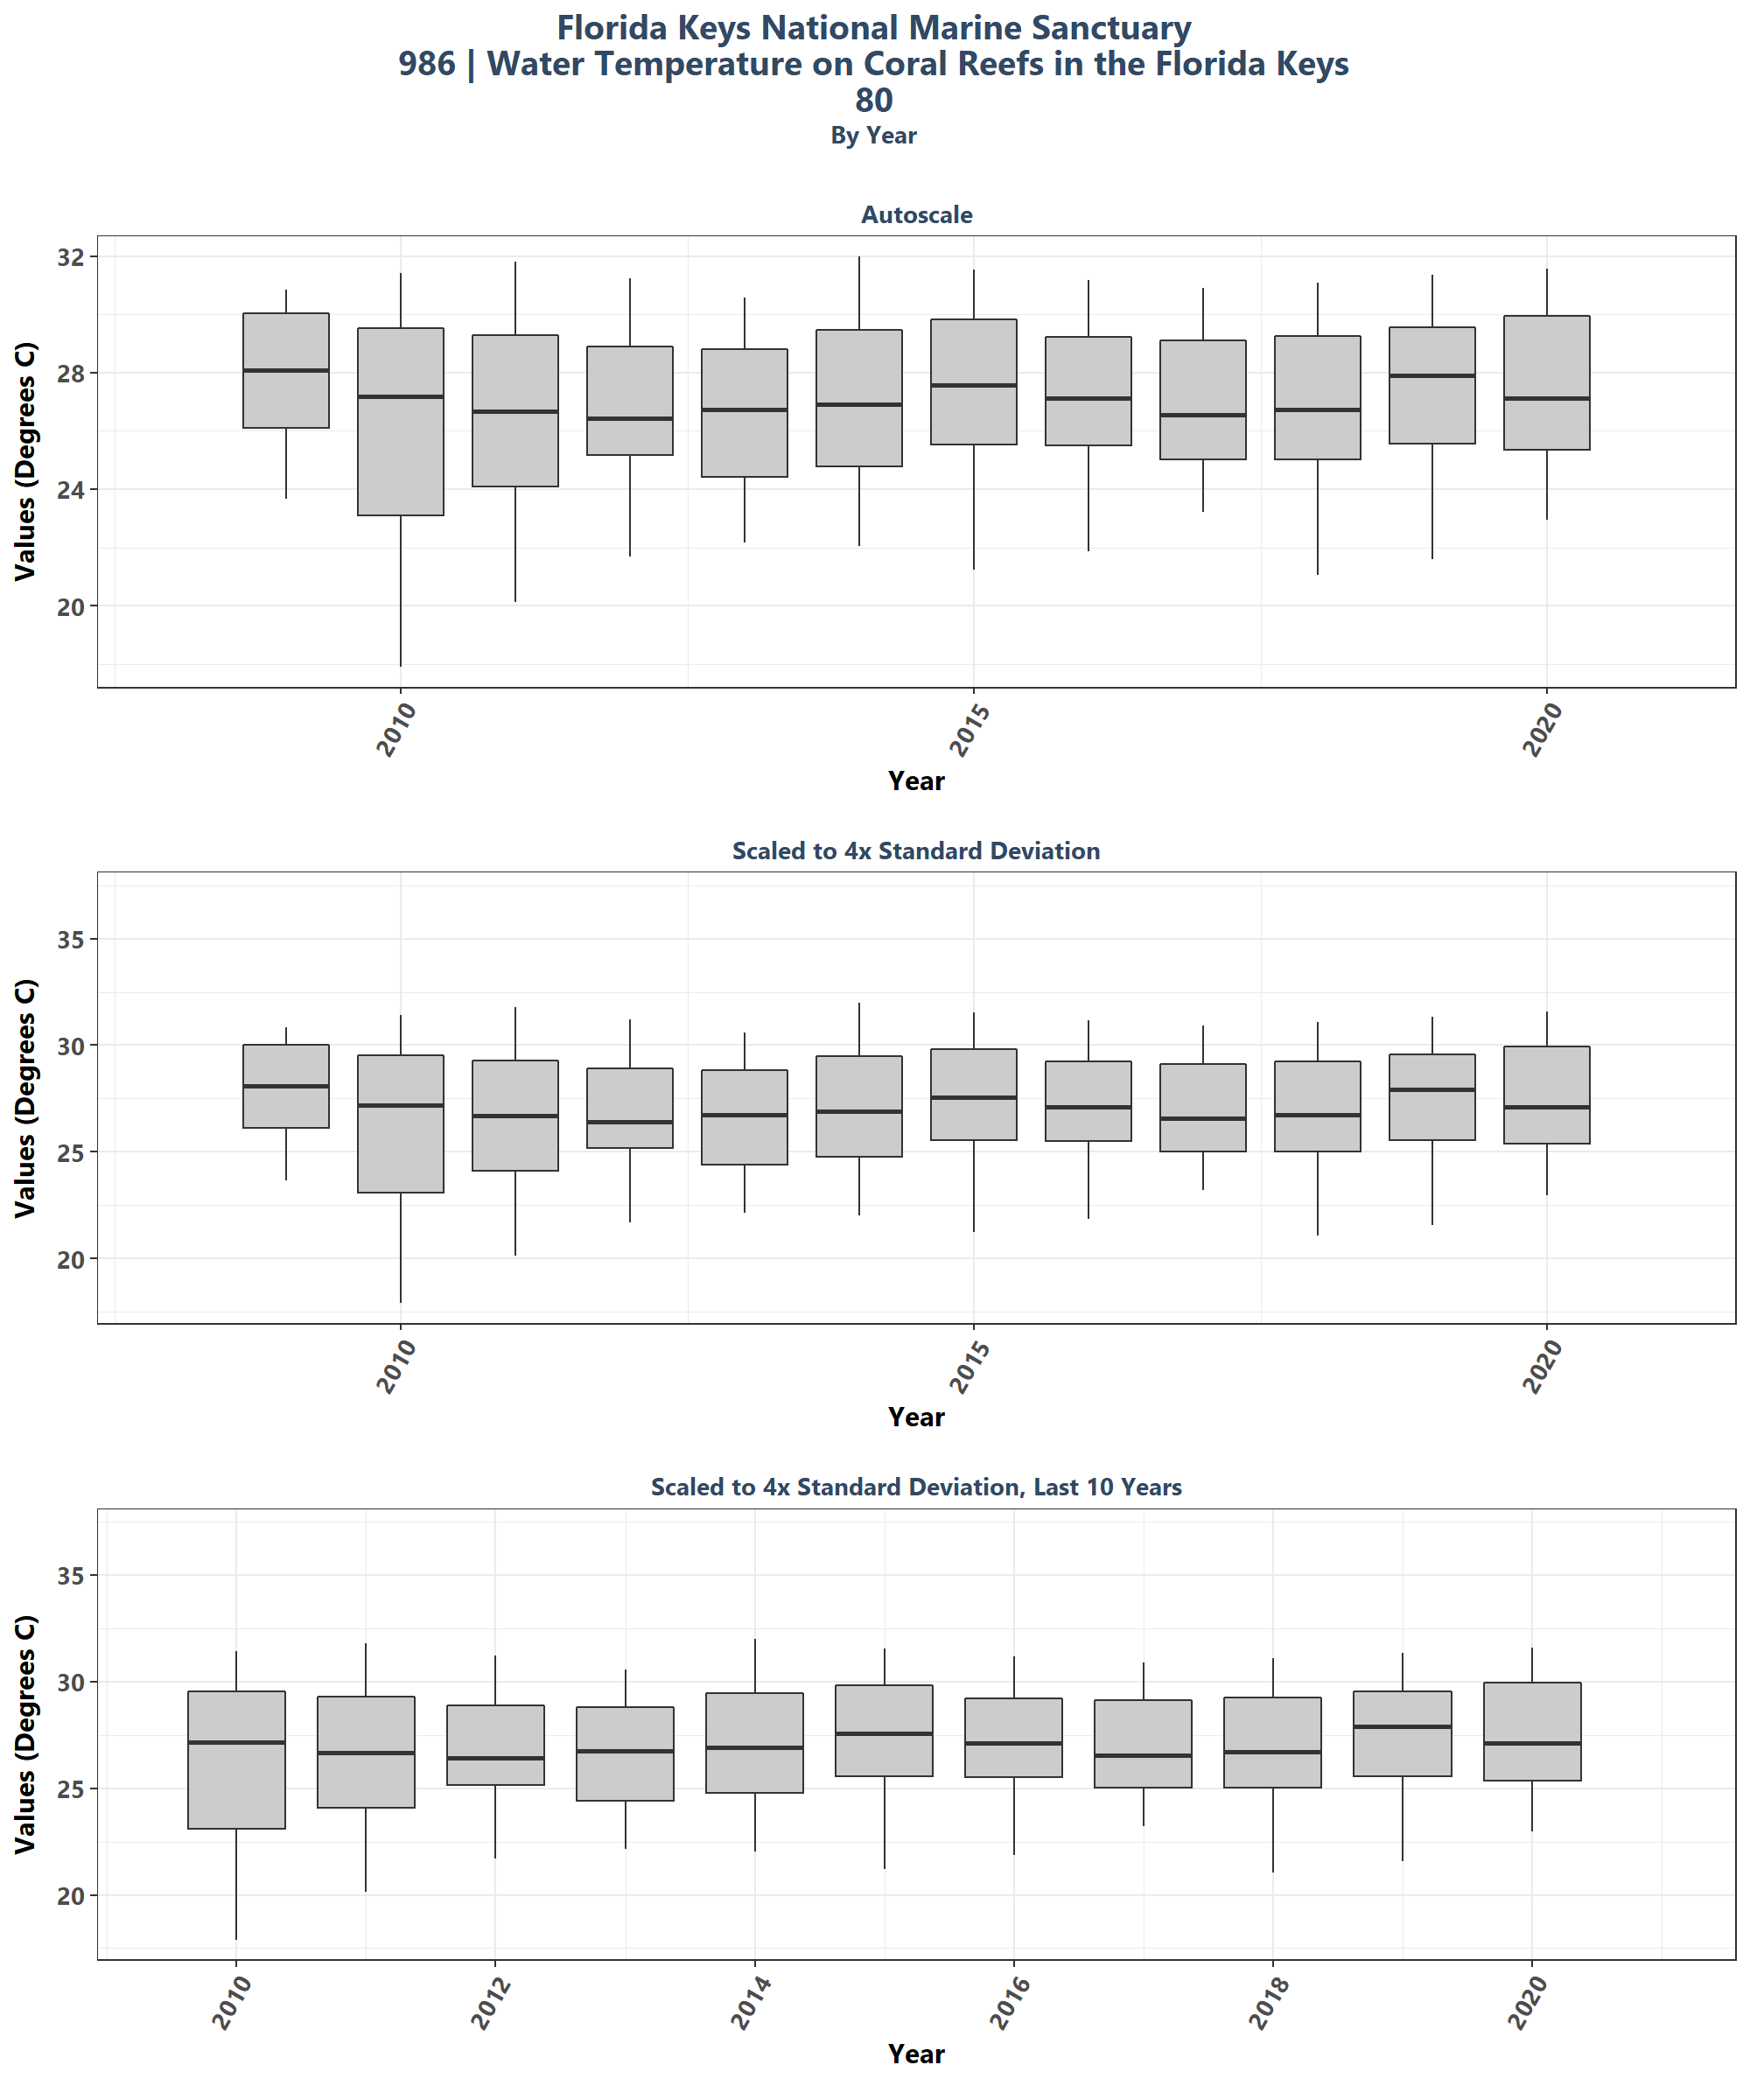 Florida Keys National Marine Sanctuary
986 | Water Temperature on Coral Reefs in the Florida Keys
80
By Year
Autoscale
Values (Degrees C)
32
28
24
20
2010
2015
2020
Year
Scaled to 4x Standard Deviation
Values (Degrees C)
35
30
25
20
2010
2015
2020
Year
Scaled to 4x Standard Deviation, Last 10 Years
Values (Degrees C)
35
30
25
20
2010
2012
2014
2016
2018
2020
Year